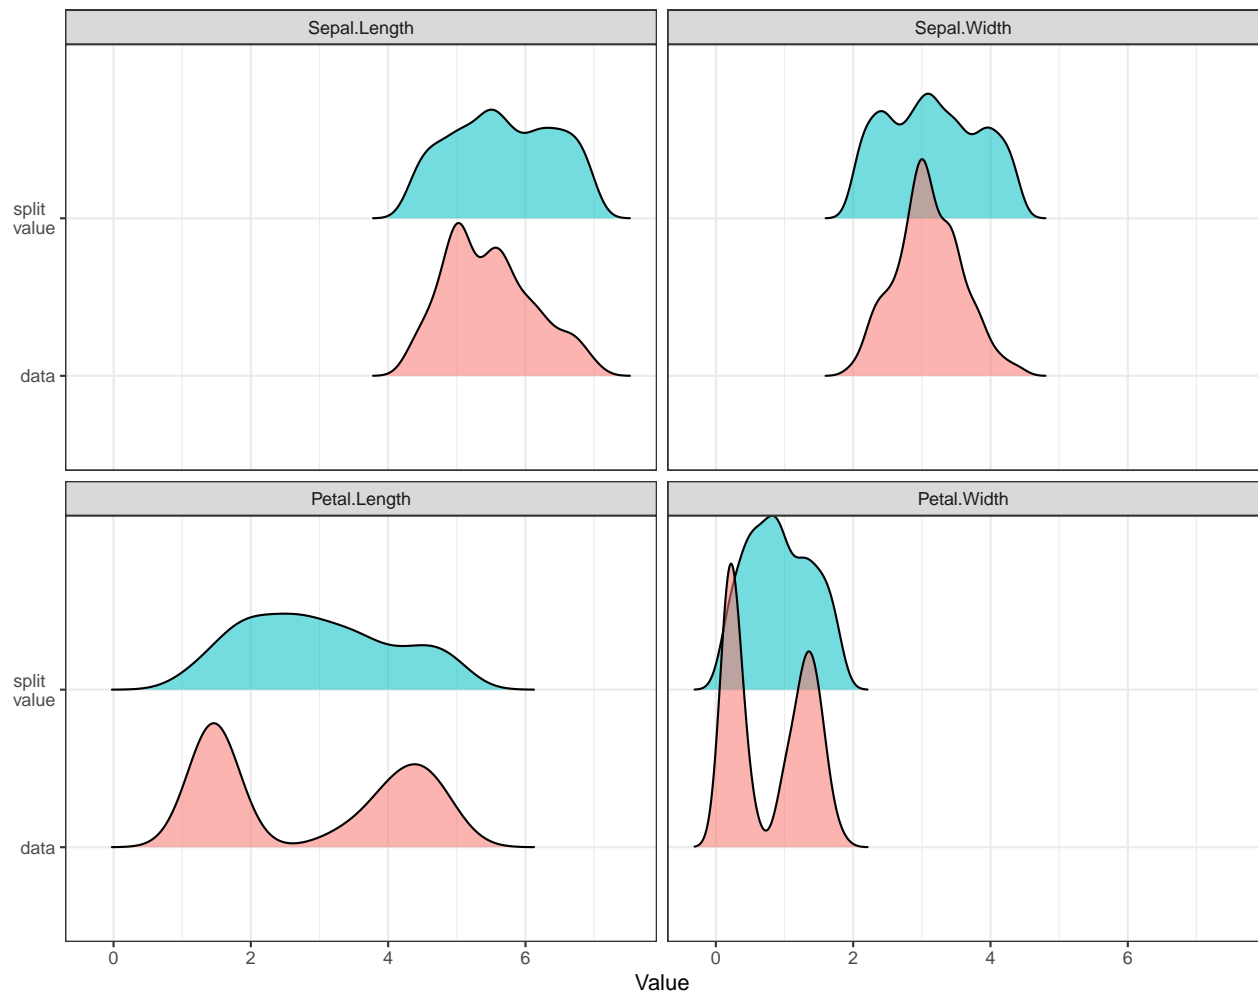 Sepal.Length
Sepal.Width
split
value
data
Petal.Length
Petal.Width
split
value
data
0 2 4 6
0 2 4 6
Value